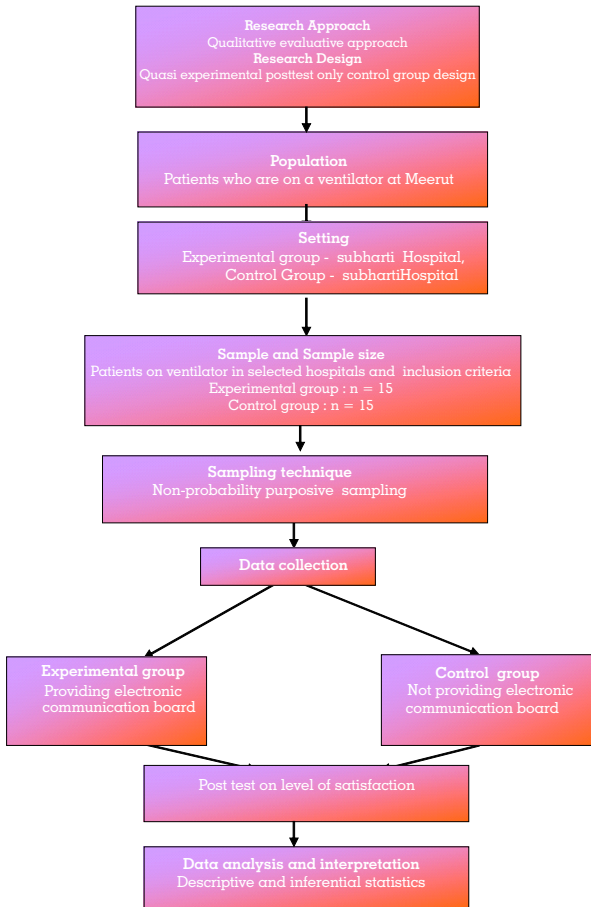 Research Approach
Qualitative evaluative approach
Research Design
Quasi experimental posttest only control group design
Population
Patients who are on a ventilator at Meerut
Setting
Experimental group - subharti Hospital,
Control Group - subhartiHospital
Sample and Sample size
Patients on ventilator in selected hospitals and inclusion criteria
Experimental group : n = 15
Control group : n = 15
Sampling technique
Non-probability purposive sampling
Data collection
Experimental group
Providing electronic
communication board
Control group
Not providing electronic
communication board
Post test on level of satisfaction
Data analysis and interpretation
Descriptive and inferential statistics